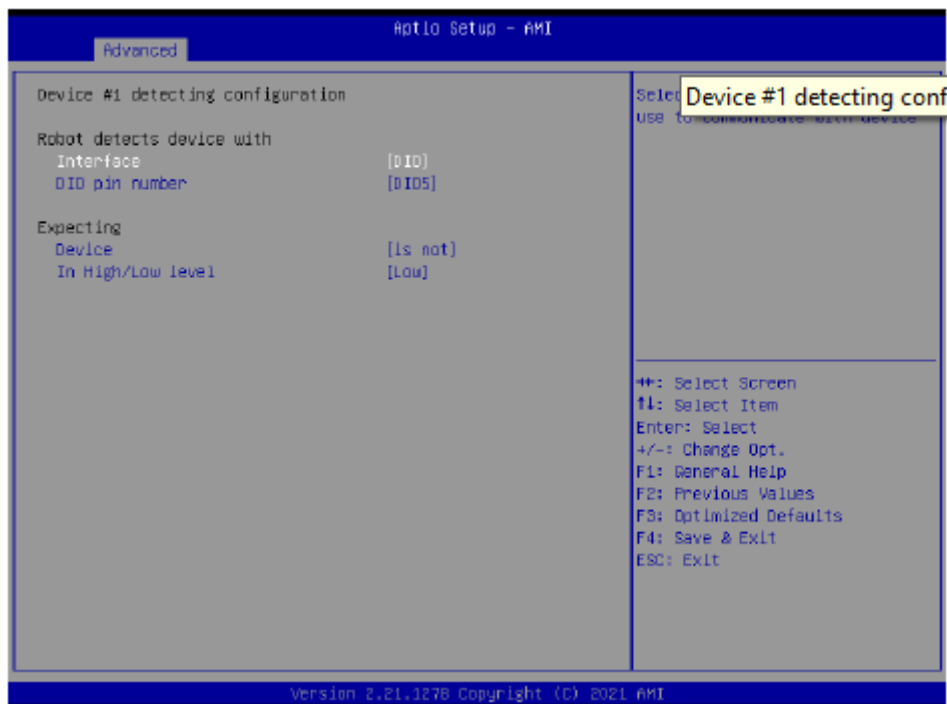 Aptio Setup - AMI
Advanced
Device #1 detecting configuration
Robot detects device with
Interface [DIO]
DIO pin number [DIO5]
Expecting
Device [is not]
In High/Low level [Low]
Selec
Device #1 detecting conf
use to communicate with device
: Select Screen
↑↓: Select Item
Enter: Select
+/-: Change Opt.
F1: General Help
F2: Previous Values
F3: Optimized Defaults
F4: Save & Exit
ESC: Exit
Version 2.21.1278 Copyright (C) 2021 AMI